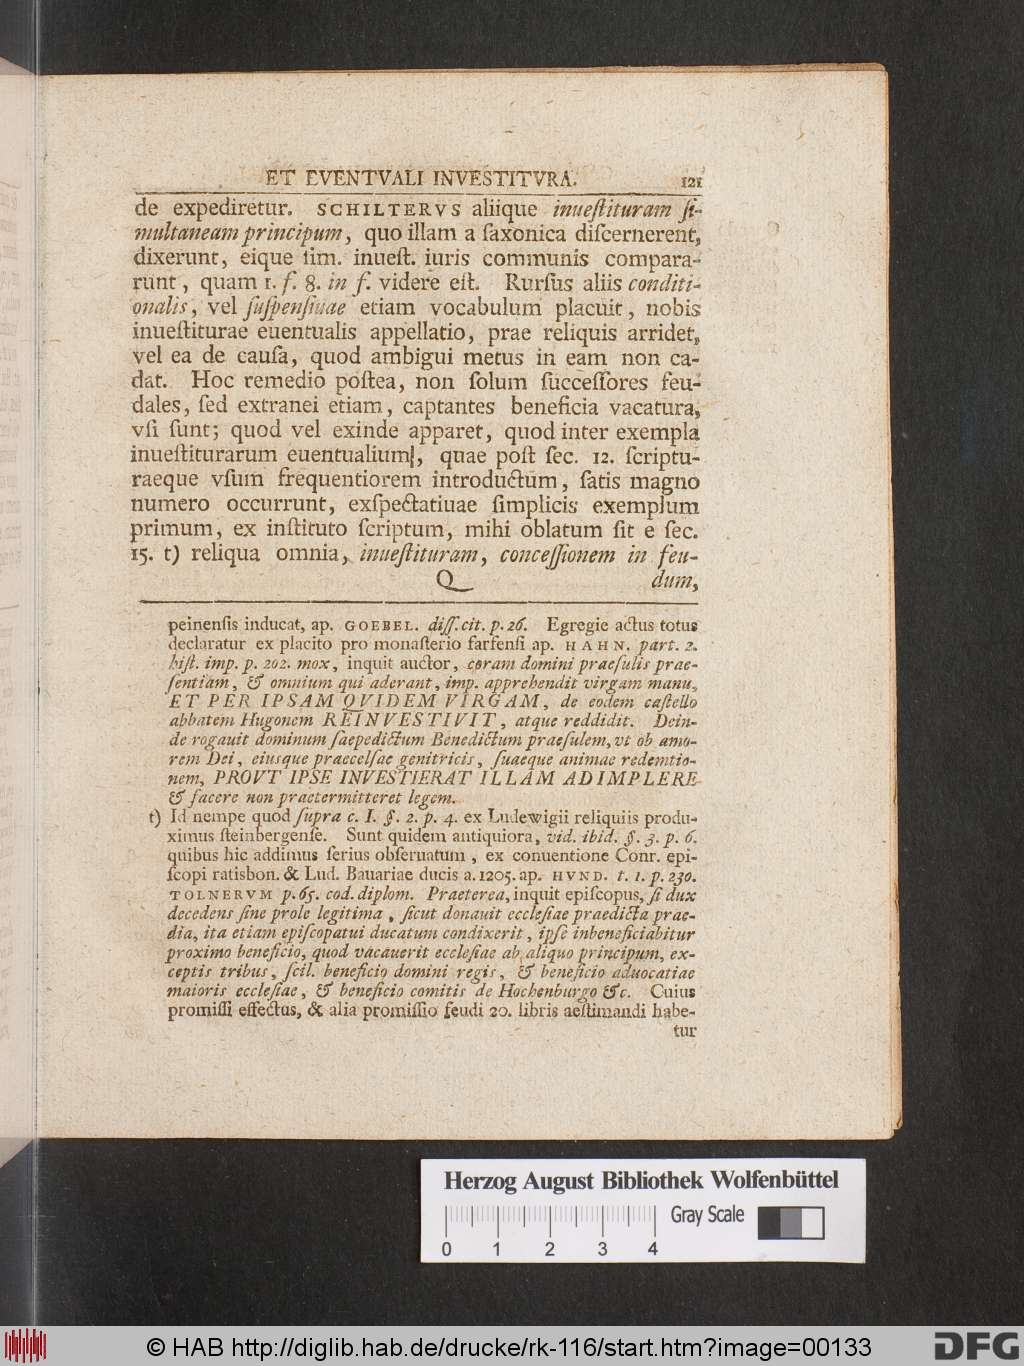 ET EVENTVALI INVESTITVRA. 121
de expediretur. SCHILTERVS aliique inueſtituram ſi-
multaneam principum, quo illam a ſaxonica diſcernerent,
dixerunt, eique ſim. inueſt. iuris communis compara-
runt, quam 1. f. 8. in f. videre eſt. Rurſus aliis conditi-
onalis, vel ſuſpenſiuae etiam vocabulum placuit, nobis
inueſtiturae euentualis appellatio, prae reliquis arridet,
vel ea de cauſa, quod ambigui metus in eam non ca-
dat. Hoc remedio poſtea, non ſolum ſucceſſores feu-
dales, ſed extranei etiam, captantes beneficia vacatura,
vſi ſunt; quod vel exinde apparet, quod inter exempla
inueſtiturarum euentualium, quae poſt ſec. 12. ſcriptu-
raeque vſum frequentiorem introductum, ſatis magno
numero occurrunt, exſpectatiuae ſimplicis exemplum
primum, ex inſtituto ſcriptum, mihi oblatum ſit e ſec.
15. t) reliqua omnia, inueſtituram, conceſſionem in feu-
Q dum,
peinenſis inducat, ap. GOEBEL. diſſ. cit. p. 26. Egregie actus totus
declaratur ex placito pro monaſterio farfenſi ap. HAHN. part. 2.
hiſt. imp. p. 202. mox, inquit auctor, coram domini praeſulis prae-
ſentiam, & omnium qui aderant, imp. apprehendit virgam manu,
ET PER IPSAM QVIDEM VIRGAM, de eodem caſtello
abbatem Hugonem REINVESTIVIT, atque reddidit. Dein-
de rogauit dominum ſaepedictum Benedictum praeſulem, vt ob amo-
rem Dei, eiusque praecelſae genitricis, ſuaeque animae redemtio-
nem, PROVT IPSE INVESTIERAT ILLAM ADIMPLERE
& facere non praetermitteret legem.
t) Id nempe quod ſupra c. I. §. 2. p. 4. ex Ludewigii reliquiis produ-
ximus ſteinbergenſe. Sunt quidem antiquiora, vid. ibid. §. 3. p. 6.
quibus hic addimus ſerius obſeruatum, ex conuentione Conr. epi-
ſcopi ratisbon. & Lud. Bauariae ducis a. 1205. ap. HVND. t. 1. p. 230.
TOLNERVM p. 65. cod. diplom. Praeterea, inquit epiſcopus, ſi dux
decedens ſine prole legitima, ſicut donauit eccleſiae praedicta prae-
dia, ita etiam epiſcopatui ducatum condixerit, ipſe inbeneficiabitur
proximo beneficio, quod vacauerit eccleſiae ab aliquo principum, ex-
ceptis tribus, ſcil. beneficio domini regis, & beneficio aduocatiae
maioris eccleſiae, & beneficio comitis de Hochenburgo &c. Cuius
promiſſi effectus, & alia promiſſio feudi 20. libris aeſtimandi habe-
tur
Herzog August Bibliothek Wolfenbüttel
Gray Scale
0 1 2 3 4
© HAB http://diglib.hab.de/drucke/rk-116/start.htm?image=00133
DFG